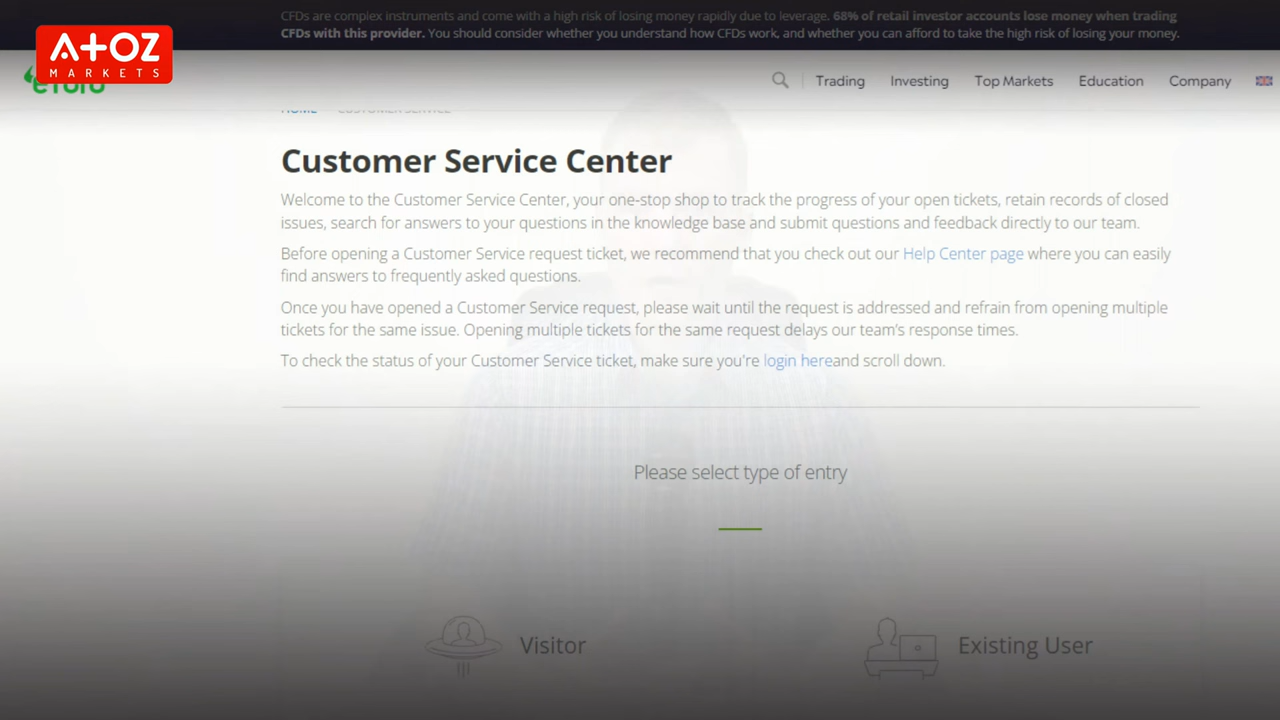 CFDs are complex instruments and come with a high risk of losing money rapidly due to leverage. 68% of retail investor accounts lose money when trading
CFDs with this provider. You should consider whether you understand how CFDs work, and whether you can afford to take the high risk of losing your money.
A+OZ
MARKETS
eToro
Trading
Investing
Top Markets
Education
Company
HOME
CUSTOMER SERVICE
Customer Service Center
Welcome to the Customer Service Center, your one-stop shop to track the progress of your open tickets, retain records of closed
issues, search for answers to your questions in the knowledge base and submit questions and feedback directly to our team.
Before opening a Customer Service request ticket, we recommend that you check out our Help Center page where you can easily
find answers to frequently asked questions.
Once you have opened a Customer Service request, please wait until the request is addressed and refrain from opening multiple
tickets for the same issue. Opening multiple tickets for the same request delays our team's response times.
To check the status of your Customer Service ticket, make sure you're login hereand scroll down.
Please select type of entry
Visitor
Existing User